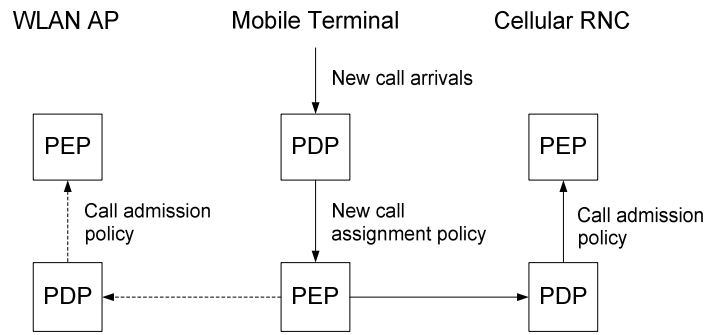 WLAN AP
Mobile Terminal
Cellular RNC
New call arrivals
PEP
PDP
PEP
Call admission
policy
New call
assignment policy
Call admission
policy
PDP
PEP
PDP